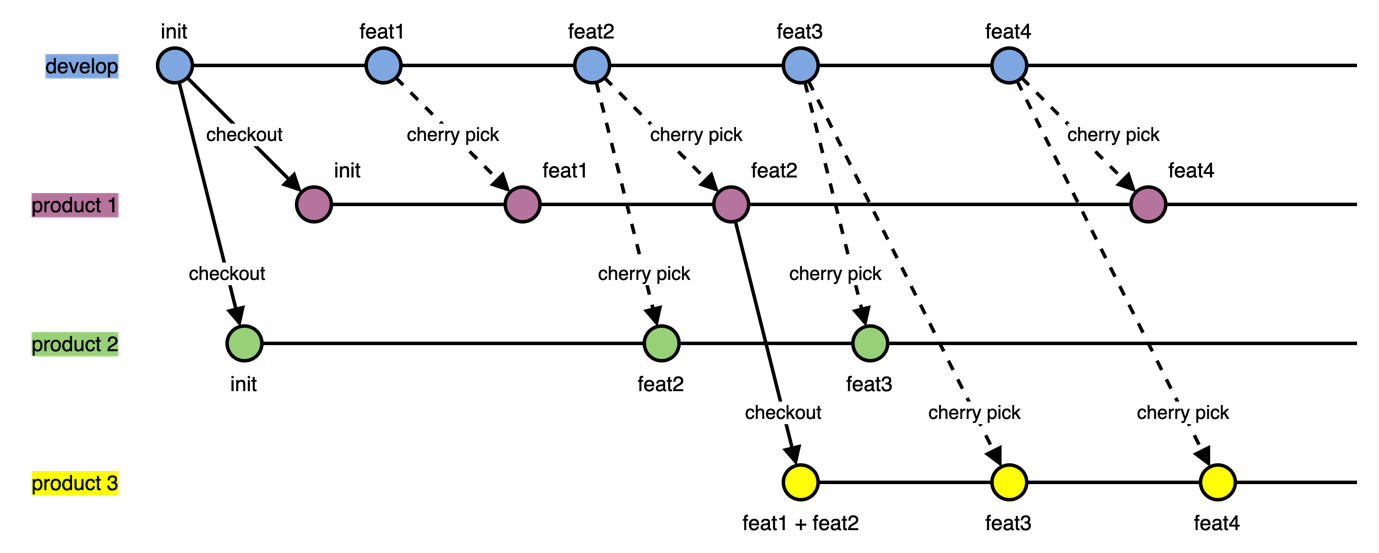 init
feat1
feat2
feat3
feat4
develop
checkout
cherry pick
cherry pick
cherry pick
init
feat1
feat2
feat4
product 1
checkout
cherry pick
cherry pick
product 2
init
feat2
feat3
checkout
cherry pick
cherry pick
product 3
feat1 + feat2
feat3
feat4